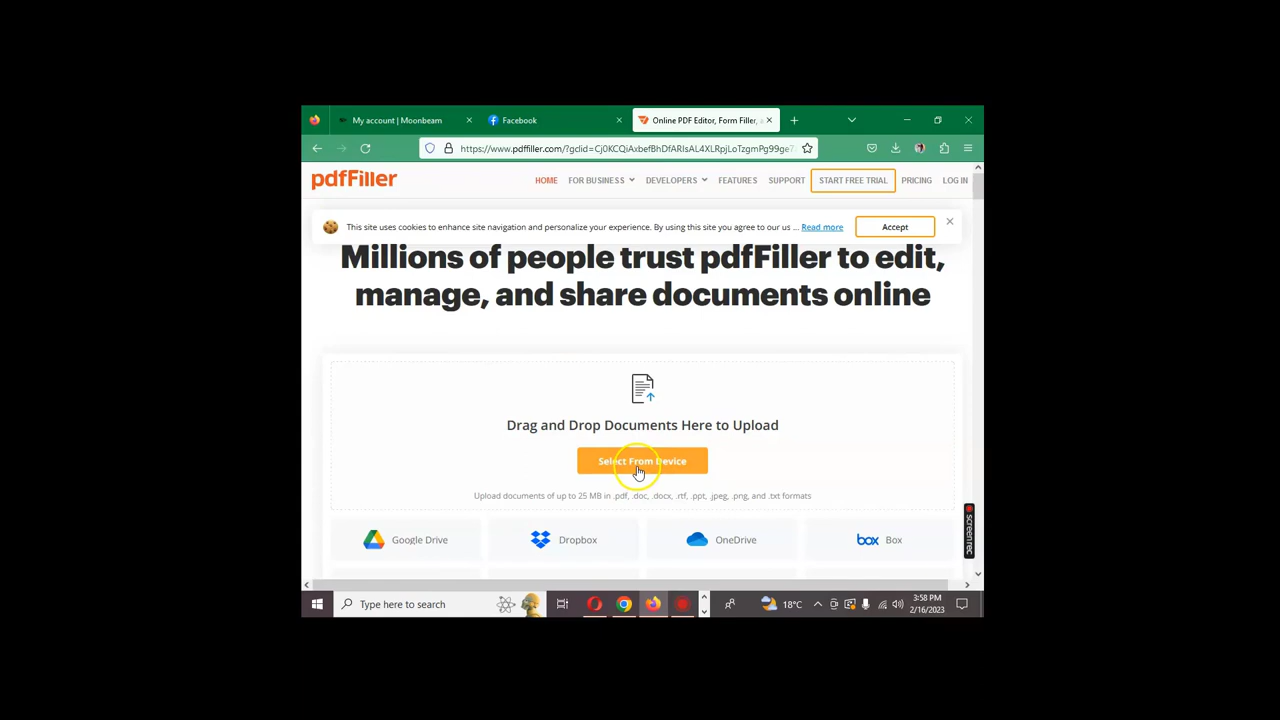 My account | Moonbeam
Facebook
Online PDF Editor, Form Filler, a
https://www.pdffiller.com/?gclid=Cj0KCQiAxbefBhDfARIsAL4XLRpjLoTzgmPg99ge7
pdfFiller
HOME FOR BUSINESS DEVELOPERS FEATURES SUPPORT START FREE TRIAL PRICING LOG IN
This site uses cookies to enhance site navigation and personalize your experience. By using this site you agree to our us ... Read more Accept
Millions of people trust pdfFiller to edit,
manage, and share documents online
Drag and Drop Documents Here to Upload
Select From Device
Upload documents of up to 25 MB in .pdf, .doc, .docx, .rtf, .ppt, .jpeg, .png, and .txt formats
Google Drive Dropbox OneDrive box Box
screenrec
Type here to search
18°C
3:58 PM
2/16/2023